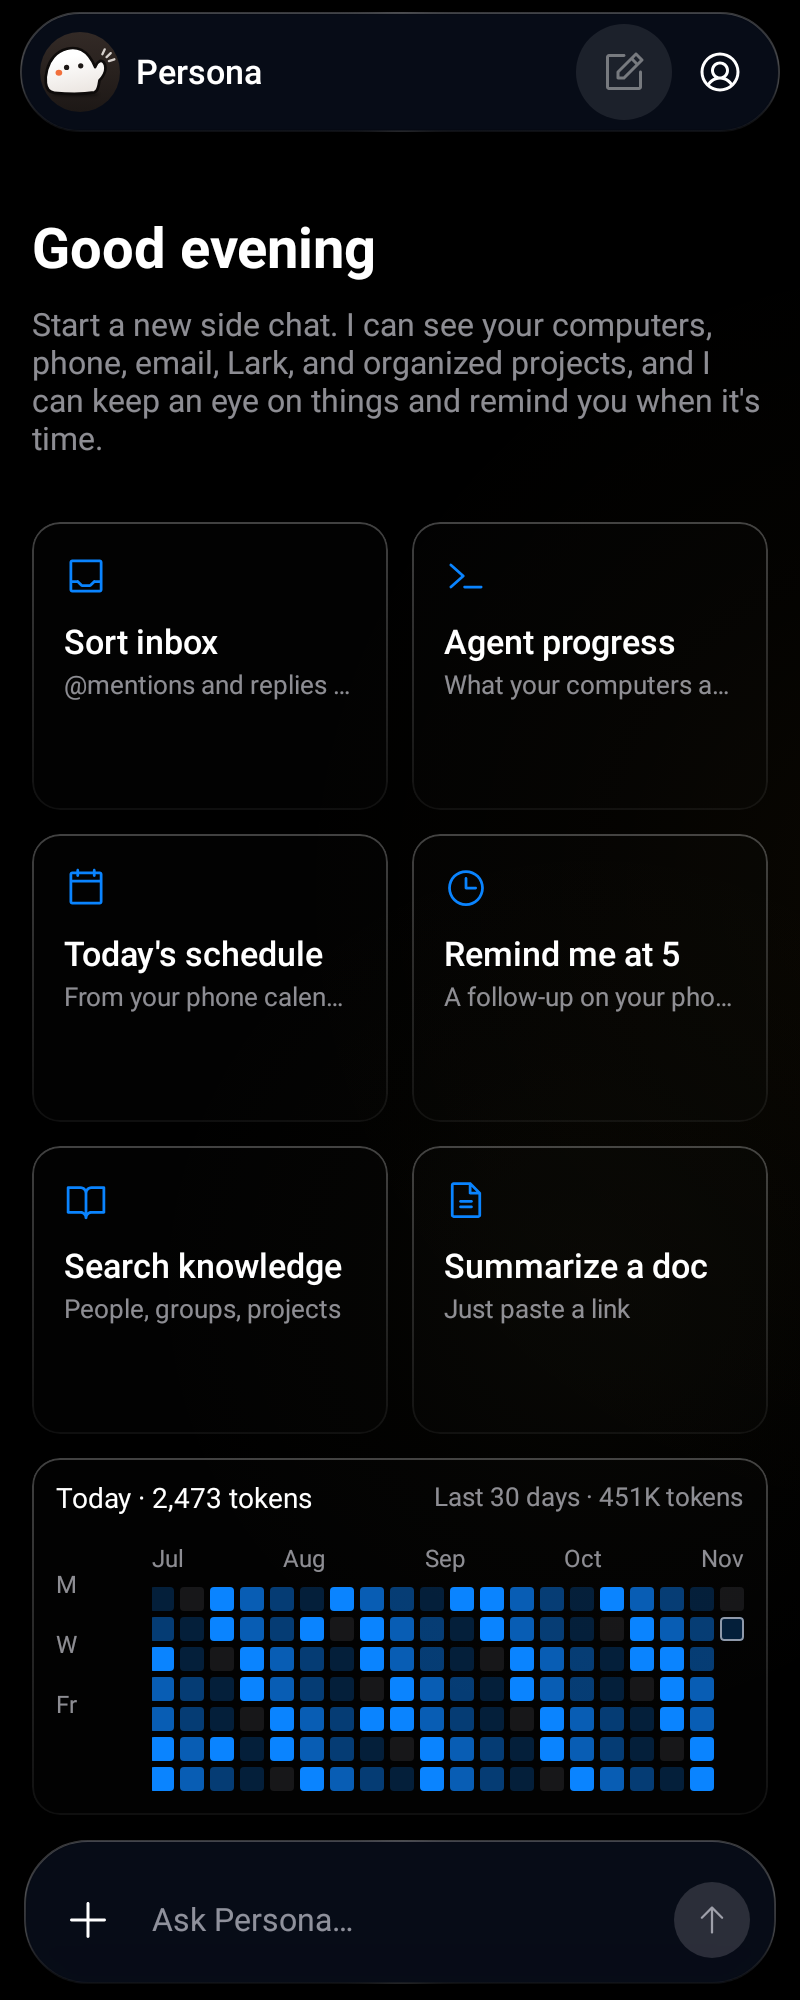 Persona
Good evening
Start a new side chat. I can see your computers,
phone, email, Lark, and organized projects, and I
can keep an eye on things and remind you when it's
time.
Sort inbox
@mentions and replies ...
Agent progress
What your computers a...
Today's schedule
From your phone calen...
Remind me at 5
A follow-up on your pho...
Search knowledge
People, groups, projects
Summarize a doc
Just paste a link
Today · 2,473 tokens
Last 30 days · 451K tokens
Jul Aug Sep Oct Nov
M
W
Fr
Ask Persona...